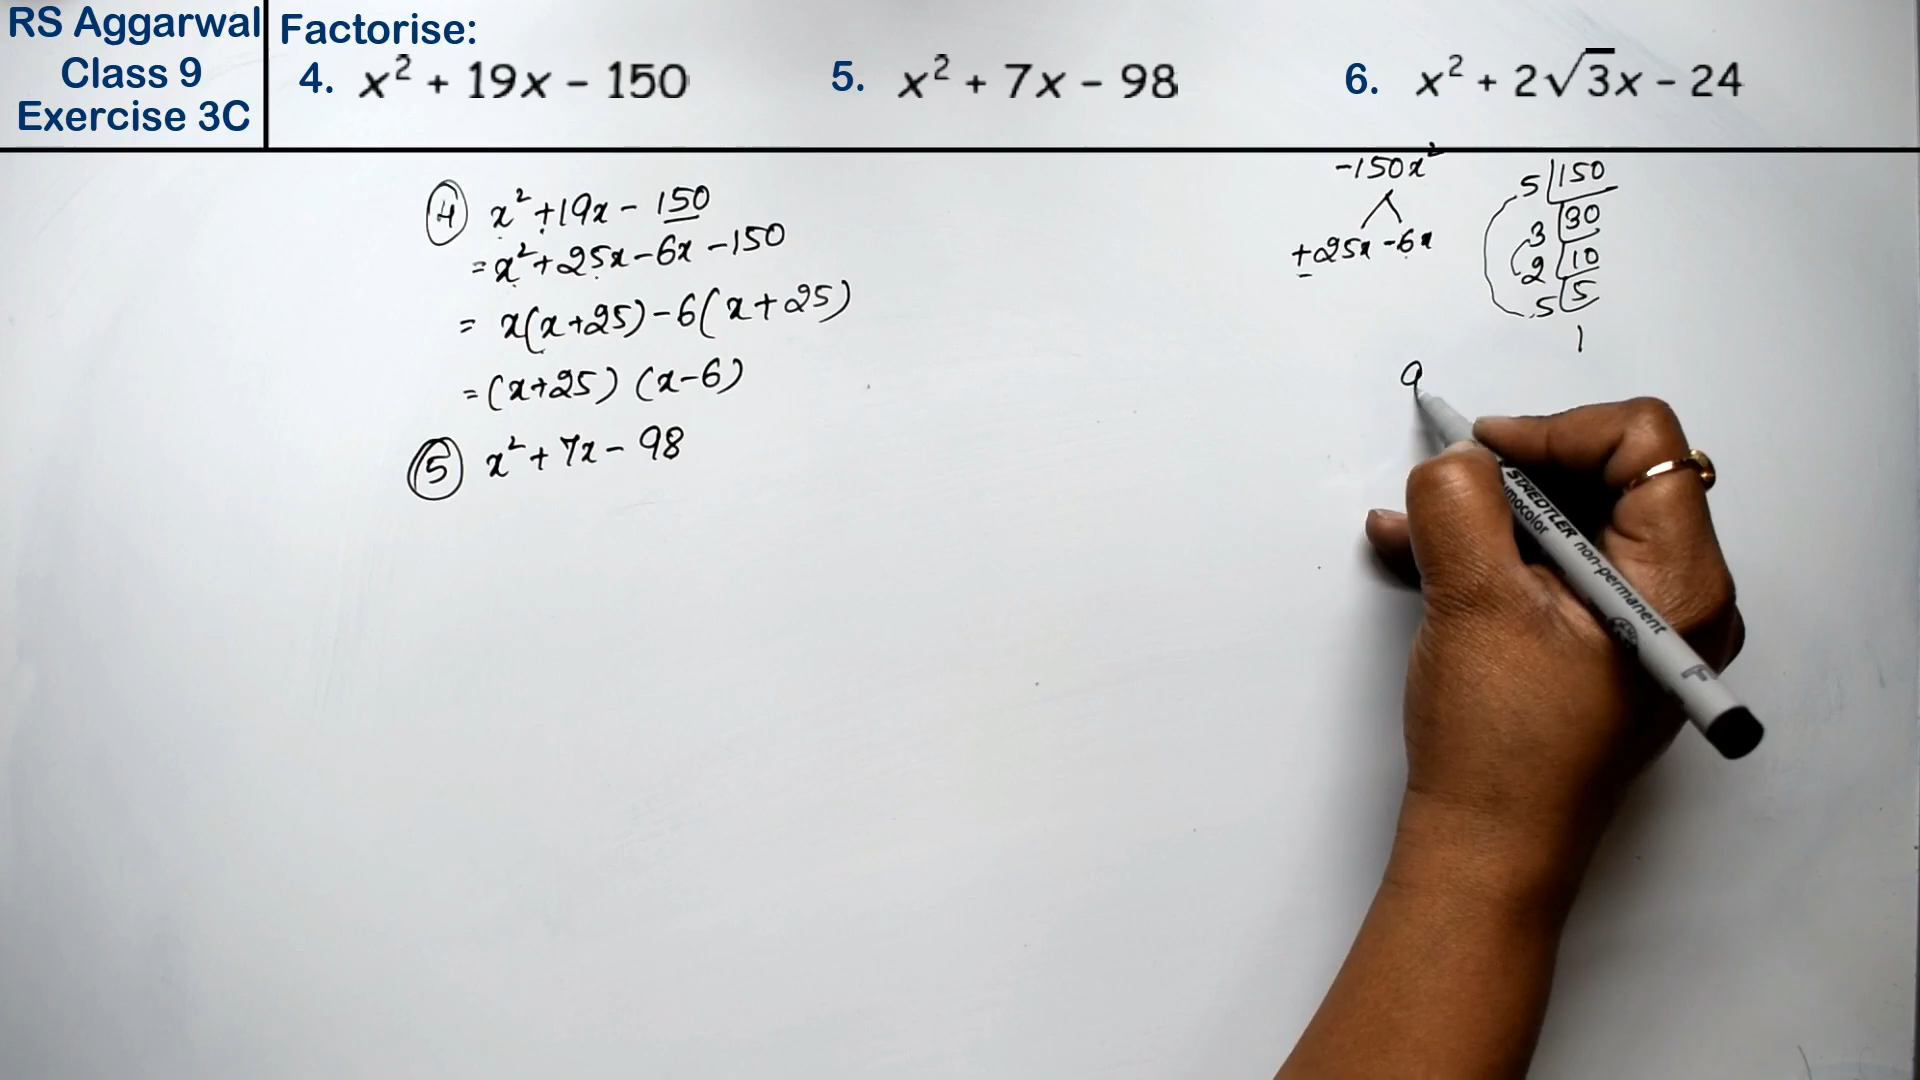 RS Aggarwal
Class 9
Exercise 3C
Factorise:
4. x² + 19x − 150
5. x² + 7x − 98
6. x² + 2√3x − 24
④ x² + 19x − 150
= x² + 25x − 6x − 150
= x(x+25) − 6(x+25)
= (x+25) (x−6)
⑤ x² + 7x − 98
−150x²
+25x −6x
5 150
3 30
2 10
5 5
1
9
STAEDTLER non-permanent
F